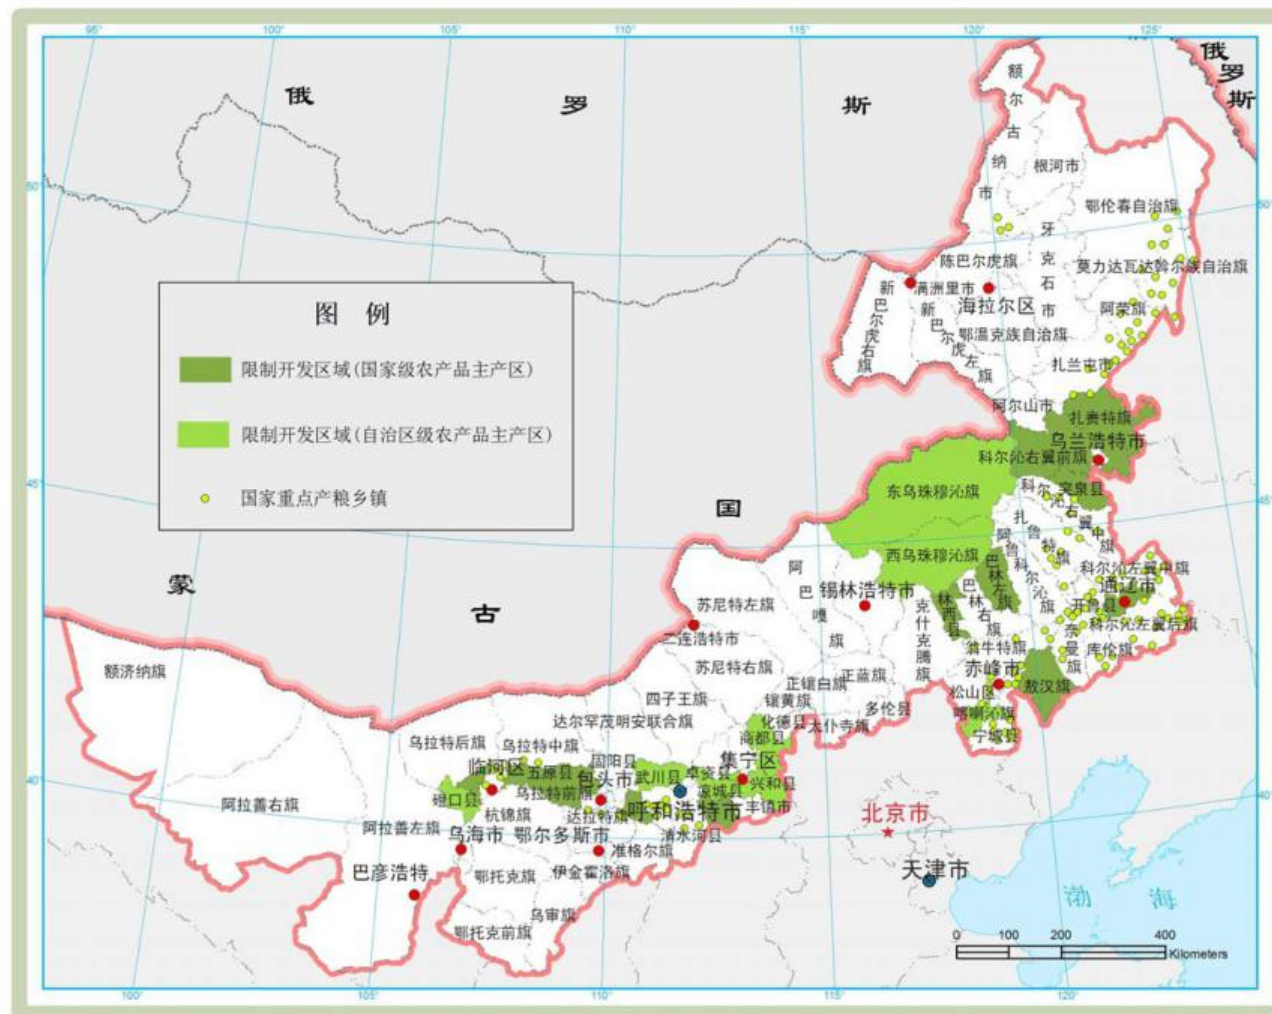 95°
100°
105°
110°
115°
120°
125°
俄
罗
斯
俄
罗
斯
额
尔
古
纳
市
根河市
50°
50°
鄂伦春自治旗
牙
克
石
市
陈巴尔虎旗
莫力达瓦达斡尔族自治旗
新
巴
尔
虎
右
旗
满洲里市
海拉尔区
新
巴
尔
虎
左
旗
阿荣旗
鄂温克族自治旗
扎兰屯市
图 例
限制开发区域(国家级农产品主产区)
限制开发区域(自治区级农产品主产区)
国家重点产粮乡镇
阿尔山市
扎赉特旗
乌兰浩特市
科尔沁右翼前旗
45°
45°
东乌珠穆沁旗
科
尔
沁
右
翼
中
旗
突泉县
国
扎
鲁
特
旗
阿
鲁
科
尔
沁
旗
西乌珠穆沁旗
巴
林
左
旗
科尔沁左翼中旗
蒙
古
阿
巴
嘎
旗
锡林浩特市
通辽市
苏尼特左旗
克
什
克
腾
旗
林
西
县
巴
林
右
旗
开鲁县
科尔沁左翼后旗
二连浩特市
奈
曼
旗
库伦旗
翁牛特旗
额济纳旗
苏尼特右旗
正镶白旗
正蓝旗
赤峰市
敖汉旗
四子王旗
镶黄旗
松山区
多伦县
喀喇沁旗
达尔罕茂明安联合旗
化德县
太仆寺旗
宁城县
乌拉特后旗
乌拉特中旗
商都县
固阳县
集宁区
临河区
五原县
包头市
武川县
卓资县
40°
40°
磴口县
乌拉特前旗
凉城县
兴和县
阿拉善右旗
杭锦旗
达拉特旗
呼和浩特市
丰镇市
阿拉善左旗
乌海市
鄂尔多斯市
清水河县
北京市
准格尔旗
巴彦浩特
鄂托克旗
伊金霍洛旗
天津市
渤
海
乌审旗
鄂托克前旗
0
100
200
400
Kilometers
100°
105°
110°
115°
120°